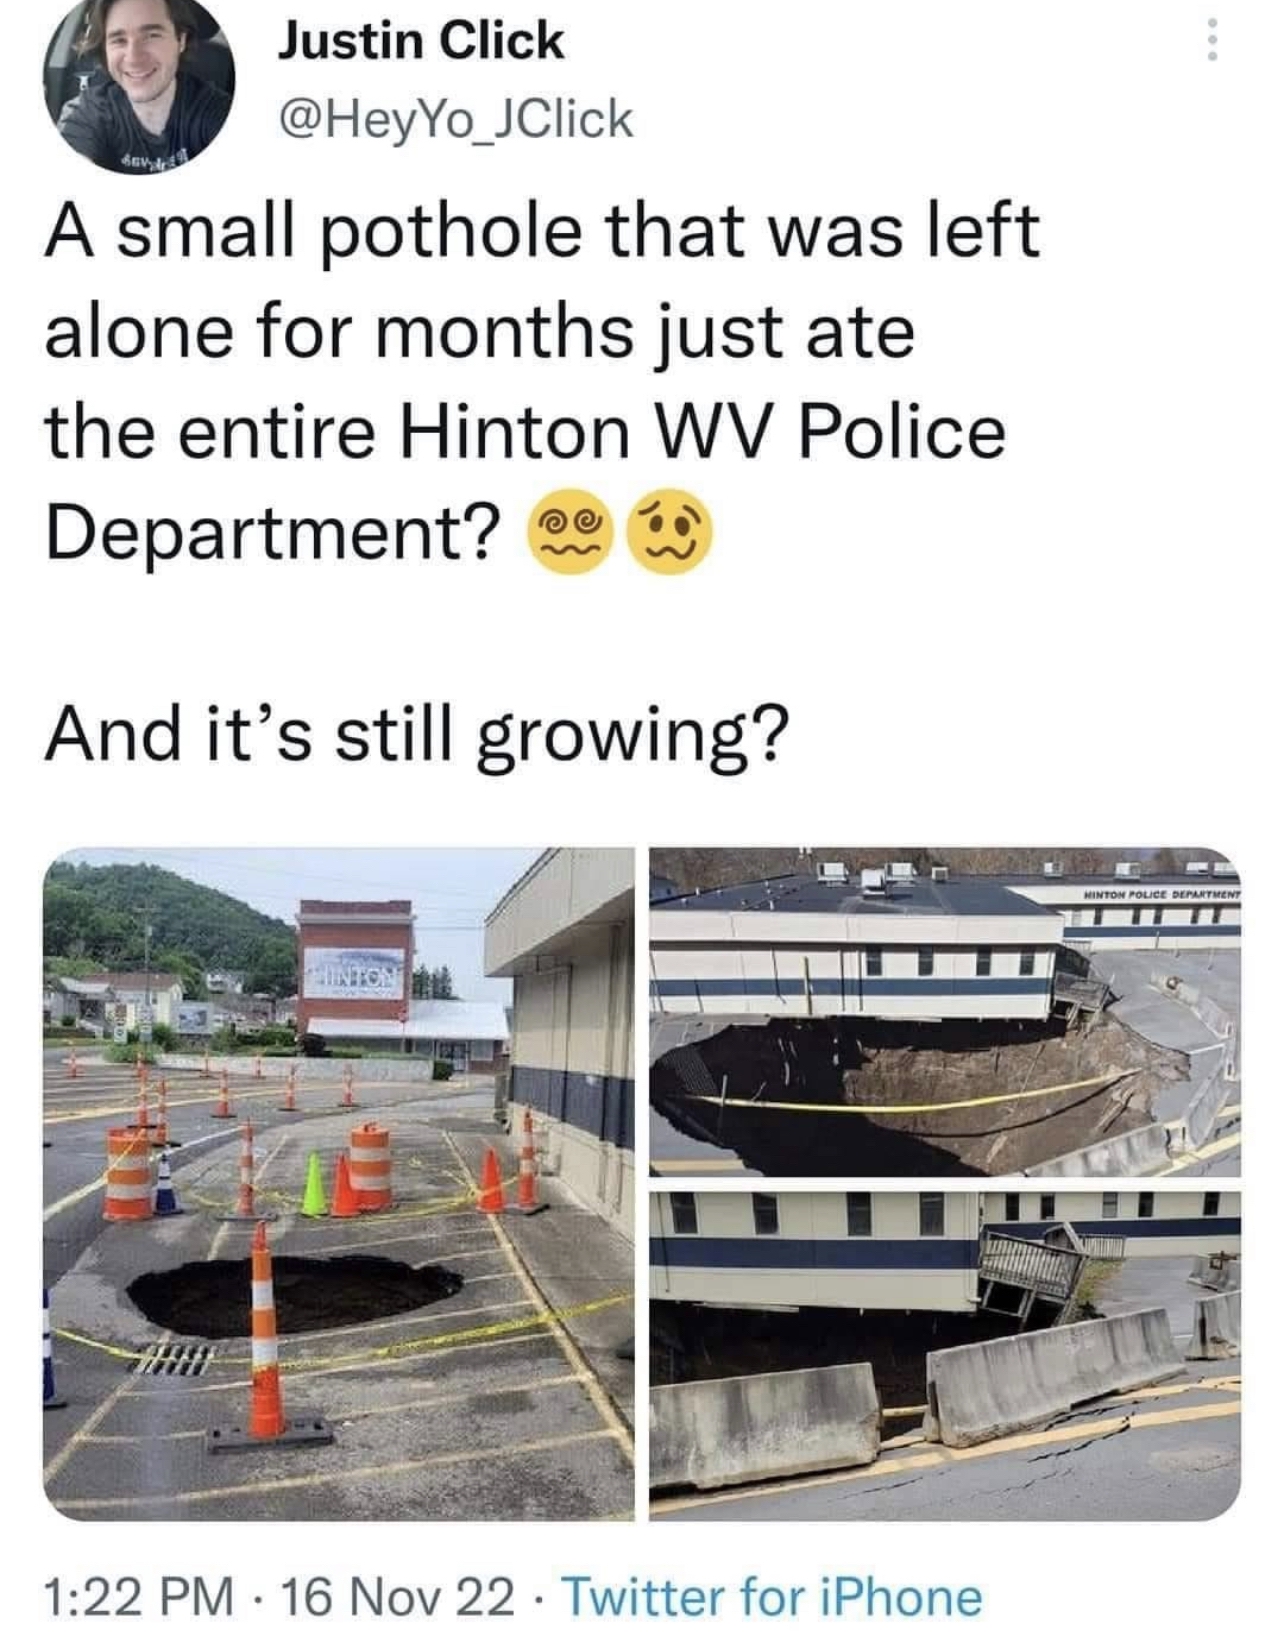 Justin Click
@HeyYo_JClick
A small pothole that was left
alone for months just ate
the entire Hinton WV Police
Department? 😵‍💫🥴
And it's still growing?
HINTON
HINTON POLICE DEPARTMENT
1:22 PM · 16 Nov 22 · Twitter for iPhone